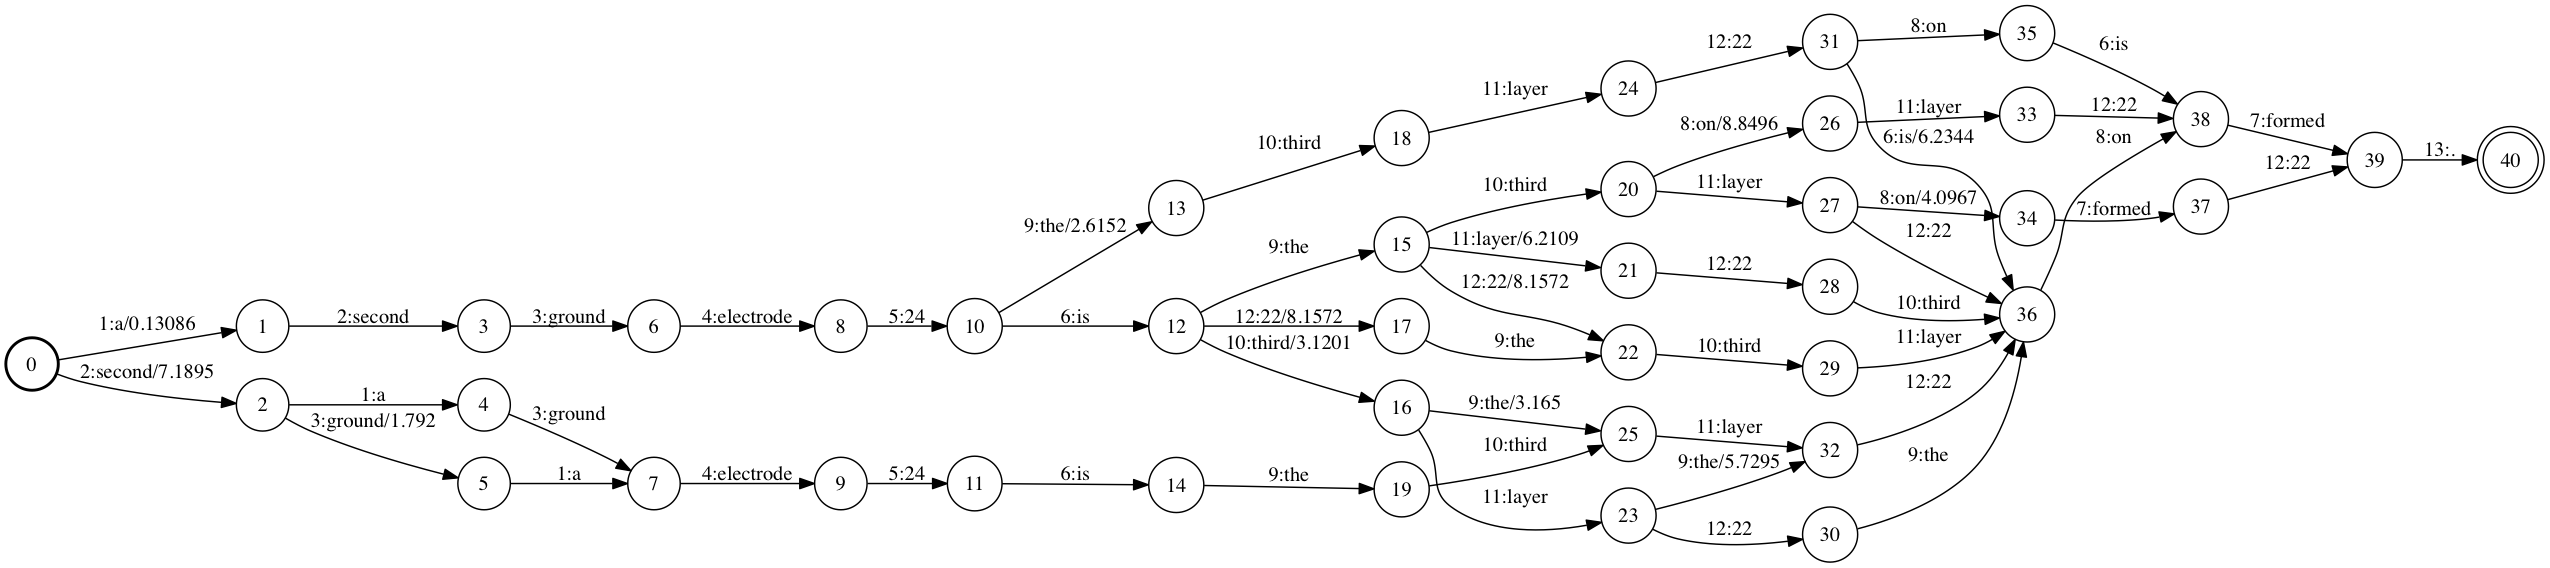 8:on
35
31
12:22
6:is
11:layer
24
8:on/8.8496
26
11:layer
33
12:22
38
6:is/6.2344
8:on
7:formed
10:third
18
39
13:.
40
12:22
10:third
20
11:layer
27
8:on/4.0967
34
7:formed
37
12:22
9:the/2.6152
13
9:the
15
11:layer/6.2109
21
12:22
28
10:third
36
12:22/8.1572
0
1:a/0.13086
1
2:second
3
3:ground
6
4:electrode
8
5:24
10
6:is
12
12:22/8.1572
17
9:the
22
10:third
29
11:layer
10:third/3.1201
12:22
2:second/7.1895
2
1:a
4
3:ground
3:ground/1.792
5
1:a
7
4:electrode
9
5:24
11
6:is
14
9:the
19
16
9:the/3.165
25
11:layer
32
10:third
9:the/5.7295
9:the
11:layer
23
12:22
30